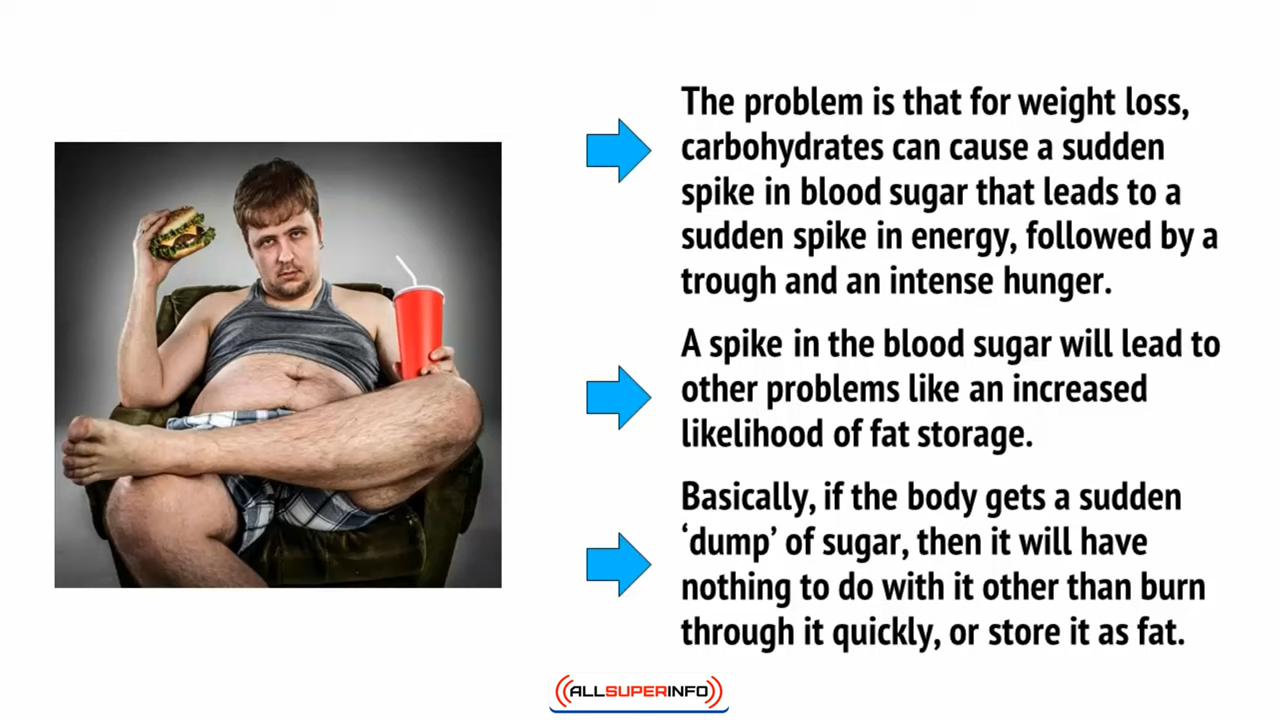 The problem is that for weight loss,
carbohydrates can cause a sudden
spike in blood sugar that leads to a
sudden spike in energy, followed by a
trough and an intense hunger.
A spike in the blood sugar will lead to
other problems like an increased
likelihood of fat storage.
Basically, if the body gets a sudden
‘dump’ of sugar, then it will have
nothing to do with it other than burn
through it quickly, or store it as fat.
ALLSUPERINFO